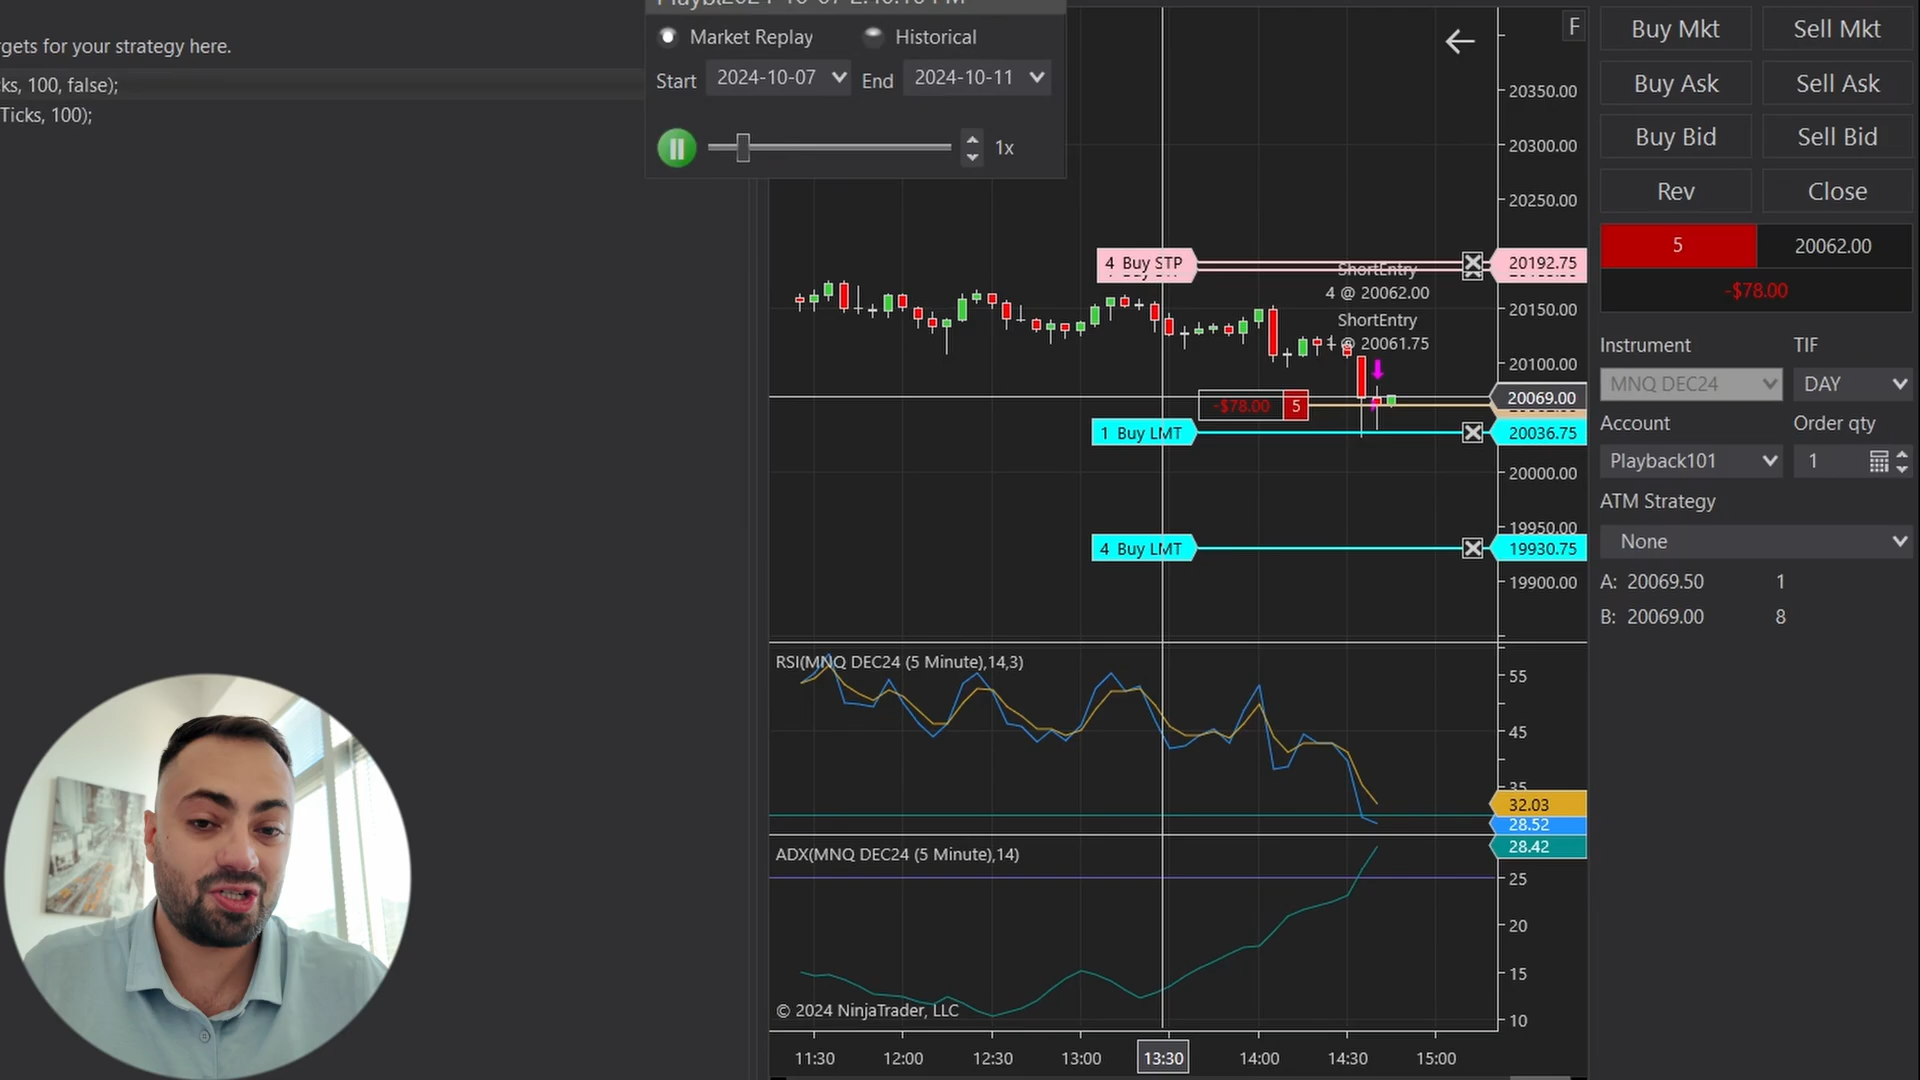 rgets for your strategy here.
ks, 100, false);
Ticks, 100);
Market Replay
Historical
Start
2024-10-07
End
2024-10-11
1x
F
20350.00
20300.00
20250.00
20150.00
20100.00
20000.00
19950.00
19900.00
4 Buy STP
20192.75
ShortEntry
4 @ 20062.00
ShortEntry
1 @ 20061.75
-$78.00
5
20069.00
1 Buy LMT
20036.75
4 Buy LMT
19930.75
RSI(MNQ DEC24 (5 Minute),14,3)
55
45
35
32.03
28.52
28.42
ADX(MNQ DEC24 (5 Minute),14)
25
20
15
10
© 2024 NinjaTrader, LLC
11:30
12:00
12:30
13:00
13:30
14:00
14:30
15:00
Buy Mkt
Sell Mkt
Buy Ask
Sell Ask
Buy Bid
Sell Bid
Rev
Close
5
20062.00
-$78.00
Instrument
TIF
MNQ DEC24
DAY
Account
Order qty
Playback101
1
ATM Strategy
None
A: 20069.50 1
B: 20069.00 8